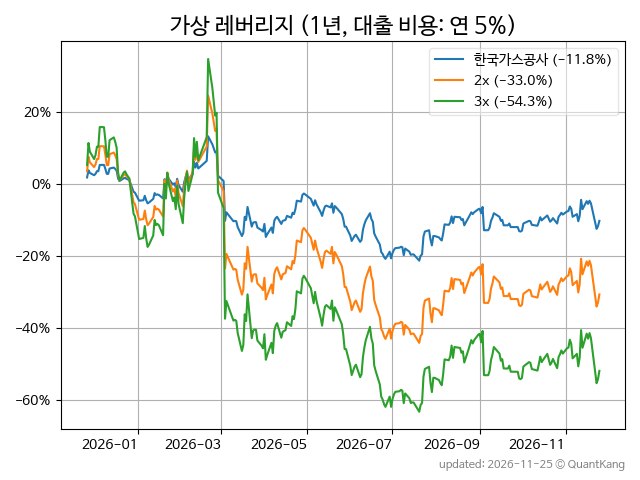 가상 레버리지 (1년, 대출 비용: 연 5%)
한국가스공사 (-11.8%)
2x (-33.0%)
3x (-54.3%)
20%
0%
-20%
-40%
-60%
2026-01 2026-03 2026-05 2026-07 2026-09 2026-11
updated: 2026-11-25 © QuantKang